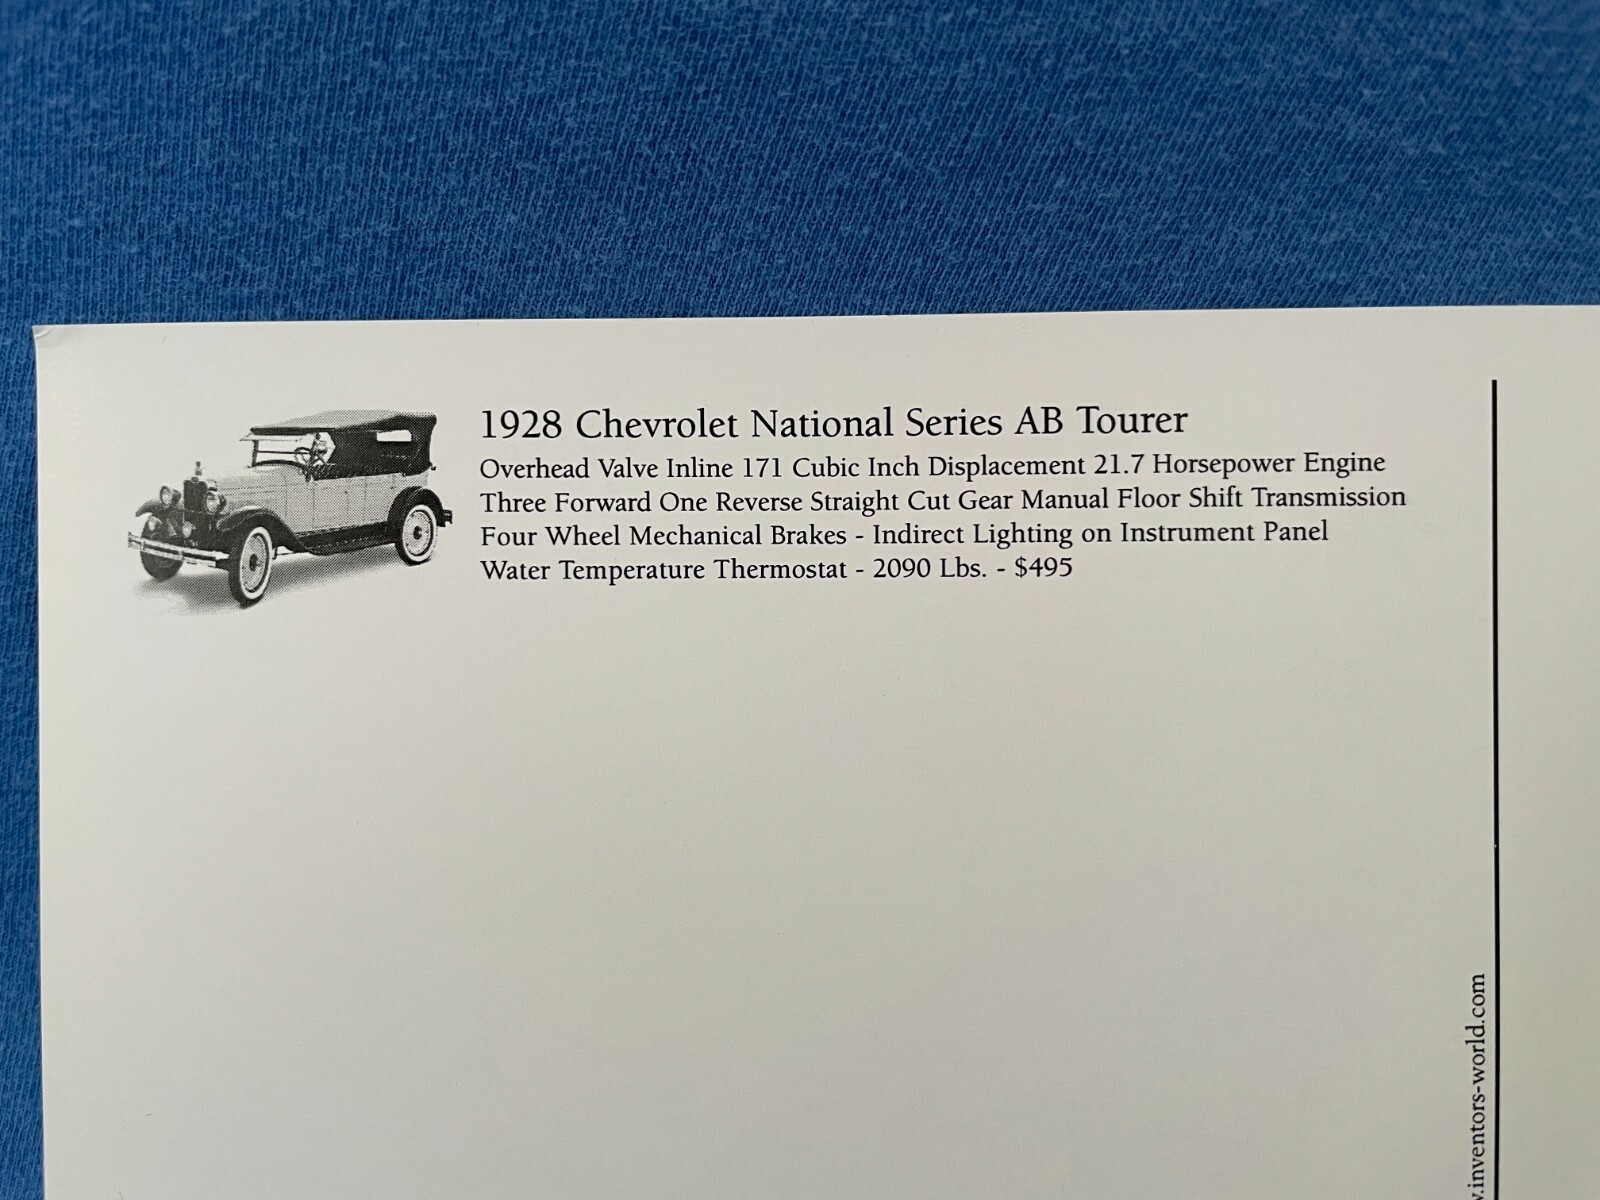 1928 Chevrolet National Series AB Tourer
Overhead Valve Inline 171 Cubic Inch Displacement 21.7 Horsepower Engine
Three Forward One Reverse Straight Cut Gear Manual Floor Shift Transmission
Four Wheel Mechanical Brakes - Indirect Lighting on Instrument Panel
Water Temperature Thermostat - 2090 Lbs. - $495
.inventors-world.com